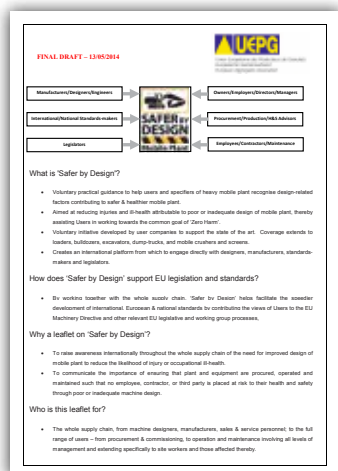 FINAL DRAFT – 13/05/2014
UEPG
Manufacturers/Designers/Engineers
Owners/Employers/Directors/Managers
International/National Standards-makers
SAFER BY
DESIGN
Mobile Plant
Procurement/Production/H&S Advisors
Legislators
Employees/Contractors/Maintenance
What is 'Safer by Design'?
• Voluntary practical guidance to help users and specifiers of heavy mobile plant recognise design-related
factors contributing to safer & healthier mobile plant.
• Aimed at reducing injuries and ill-health attributable to poor or inadequate design of mobile plant, thereby
assisting Users in working towards the common goal of 'Zero Harm'.
• Voluntary initiative developed by user companies to support the state of the art. Coverage extends to
loaders, bulldozers, excavators, dump-trucks, and mobile crushers and screens.
• Creates an international platform from which to engage directly with designers, manufacturers, standards-
makers and legislators.
How does 'Safer by Design' support EU legislation and standards?
• By working together with the whole supply chain. 'Safer by Design' helps facilitate the speedier
development of international. European & national standards by contributing the views of Users to the EU
Machinery Directive and other relevant EU legislative and working group processes,
Why a leaflet on 'Safer by Design'?
• To raise awareness internationally throughout the whole supply chain of the need for improved design of
mobile plant to reduce the likelihood of injury or occupational ill-health.
• To communicate the importance of ensuring that plant and equipment are procured, operated and
maintained such that no employee, contractor, or third party is placed at risk to their health and safety
through poor or inadequate machine design.
Who is this leaflet for?
• The whole supply chain, from machine designers, manufacturers, sales & service personnel; to the full
range of users – from procurement & commissioning, to operation and maintenance involving all levels of
management and extending specifically to site workers and those affected thereby.